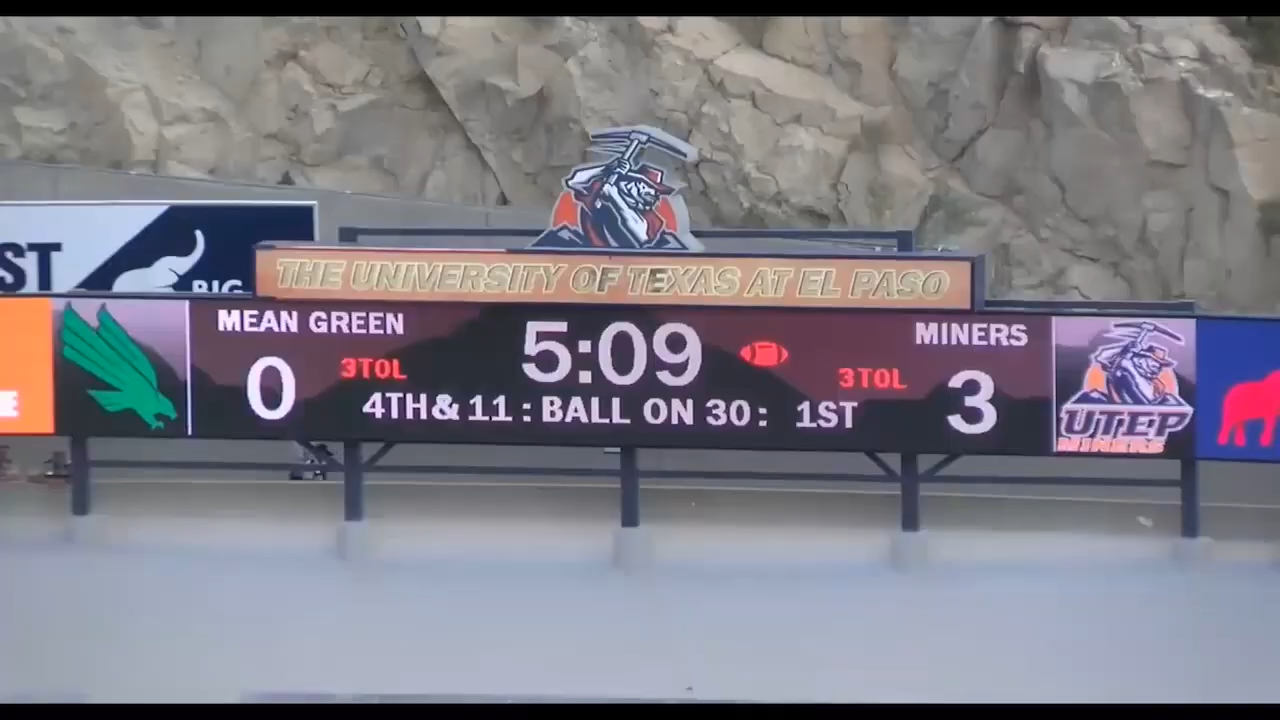 ST
BIG
THE UNIVERSITY OF TEXAS AT EL PASO
MEAN GREEN
5:09
MINERS
0
3TOL
3TOL
3
4TH & 11 : BALL ON 30 : 1ST
UTEP
MINERS
E